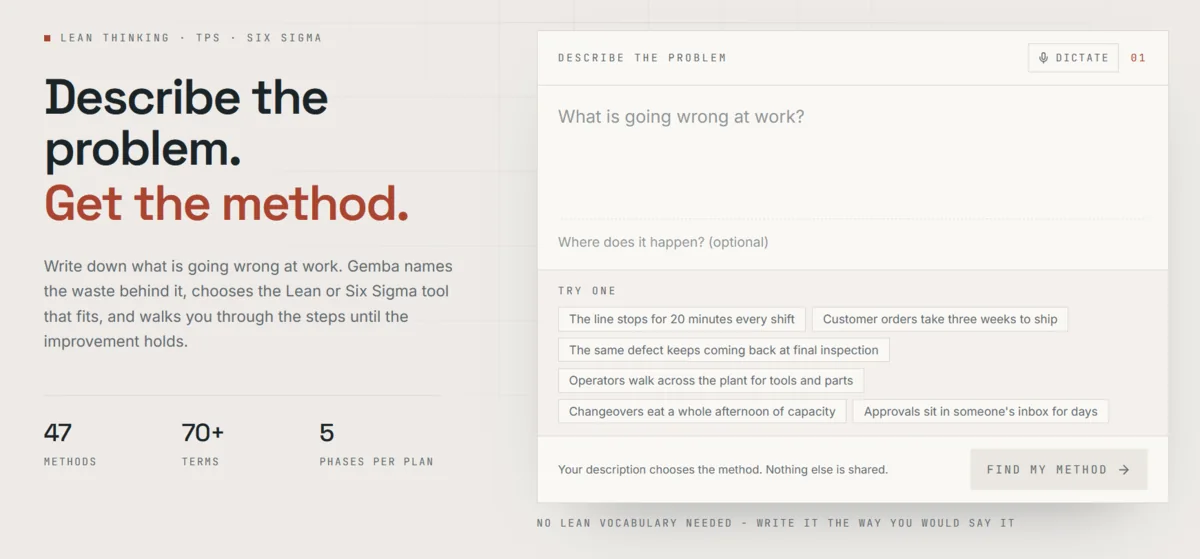 LEAN THINKING · TPS · SIX SIGMA
Describe the
problem.
Get the method.
Write down what is going wrong at work. Gemba names
the waste behind it, chooses the Lean or Six Sigma tool
that fits, and walks you through the steps until the
improvement holds.
47
METHODS
70+
TERMS
5
PHASES PER PLAN
DESCRIBE THE PROBLEM
DICTATE
01
What is going wrong at work?
Where does it happen? (optional)
TRY ONE
The line stops for 20 minutes every shift
Customer orders take three weeks to ship
The same defect keeps coming back at final inspection
Operators walk across the plant for tools and parts
Changeovers eat a whole afternoon of capacity
Approvals sit in someone's inbox for days
Your description chooses the method. Nothing else is shared.
FIND MY METHOD →
NO LEAN VOCABULARY NEEDED - WRITE IT THE WAY YOU WOULD SAY IT